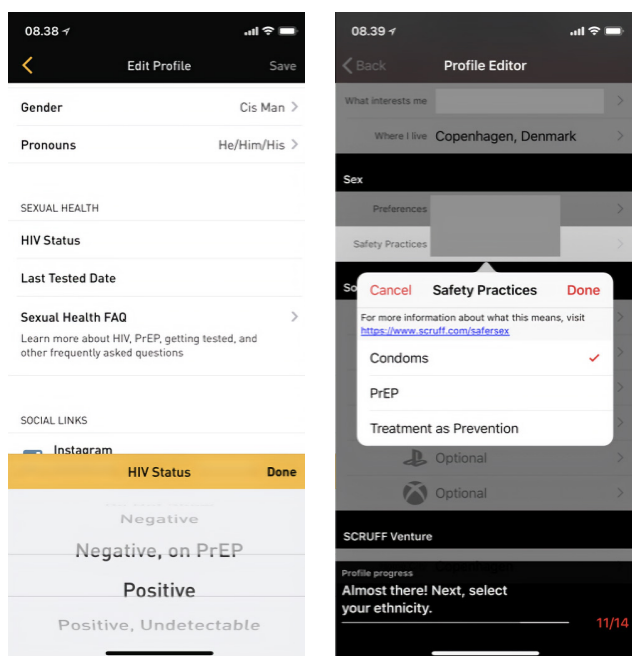 08.38
Edit Profile
Save
Gender
Cis Man
Pronouns
He/Him/His
SEXUAL HEALTH
HIV Status
Last Tested Date
Sexual Health FAQ
Learn more about HIV, PrEP, getting tested, and
other frequently asked questions
SOCIAL LINKS
Instagram
HIV Status
Done
Negative
Negative, on PrEP
Positive
Positive, Undetectable
08.39
Back
Profile Editor
What interests me
Where I live
Copenhagen, Denmark
Sex
Preferences
Safety Practices
So
Cancel
Safety Practices
Done
For more information about what this means, visit
https://www.scruff.com/safersex
Condoms
PrEP
Treatment as Prevention
Optional
Optional
SCRUFF Venture
Profile progress
Almost there! Next, select
your ethnicity.
11/14